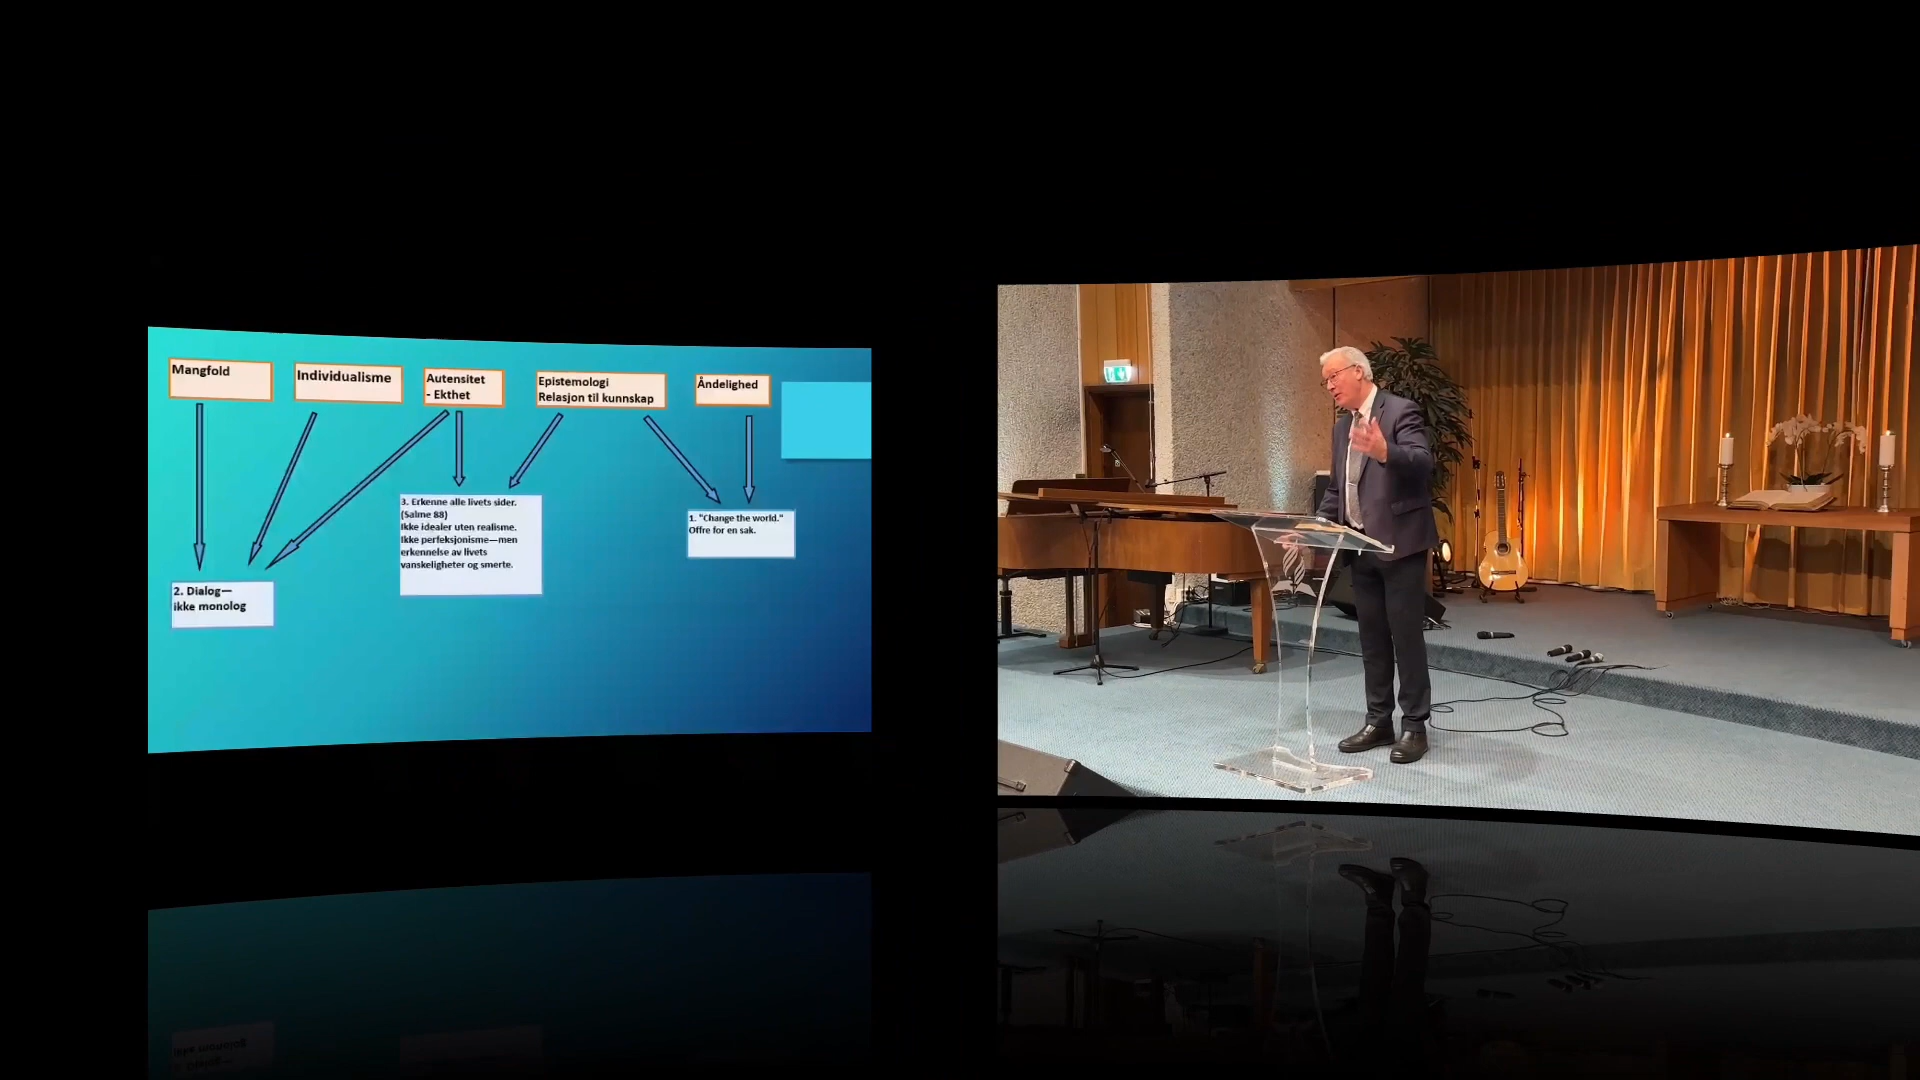 Mangfold
Individualisme
Autensitet
- Ekthet
Epistemologi
Relasjon til kunnskap
Åndelighed
3. Erkenne alle livets sider.
(Salme 88)
Ikke idealer uten realisme.
Ikke perfeksjonisme—men
erkennelse av livets
vanskeligheter og smerte.
1. "Change the world."
Offre for en sak.
2. Dialog—
ikke monolog